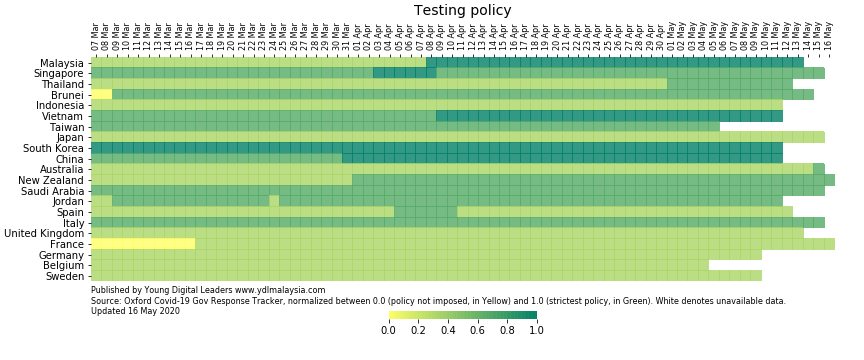 Testing policy
07 Mar 08 Mar 09 Mar 10 Mar 11 Mar 12 Mar 13 Mar 14 Mar 15 Mar 16 Mar 17 Mar 18 Mar 19 Mar 20 Mar 21 Mar 22 Mar 23 Mar 24 Mar 25 Mar 26 Mar 27 Mar 28 Mar 29 Mar 30 Mar 31 Mar 01 Apr 02 Apr 03 Apr 04 Apr 05 Apr 06 Apr 07 Apr 08 Apr 09 Apr 10 Apr 11 Apr 12 Apr 13 Apr 14 Apr 15 Apr 16 Apr 17 Apr 18 Apr 19 Apr 20 Apr 21 Apr 22 Apr 23 Apr 24 Apr 25 Apr 26 Apr 27 Apr 28 Apr 29 Apr 30 Apr 01 May 02 May 03 May 04 May 05 May 06 May 07 May 08 May 09 May 10 May 11 May 12 May 13 May 14 May 15 May 16 May
Malaysia
Singapore
Thailand
Brunei
Indonesia
Vietnam
Taiwan
Japan
South Korea
China
Australia
New Zealand
Saudi Arabia
Jordan
Spain
Italy
United Kingdom
France
Germany
Belgium
Sweden
Published by Young Digital Leaders www.ydlmalaysia.com
Source: Oxford Covid-19 Gov Response Tracker, normalized between 0.0 (policy not imposed, in Yellow) and 1.0 (strictest policy, in Green). White denotes unavailable data.
Updated 16 May 2020
0.0 0.2 0.4 0.6 0.8 1.0